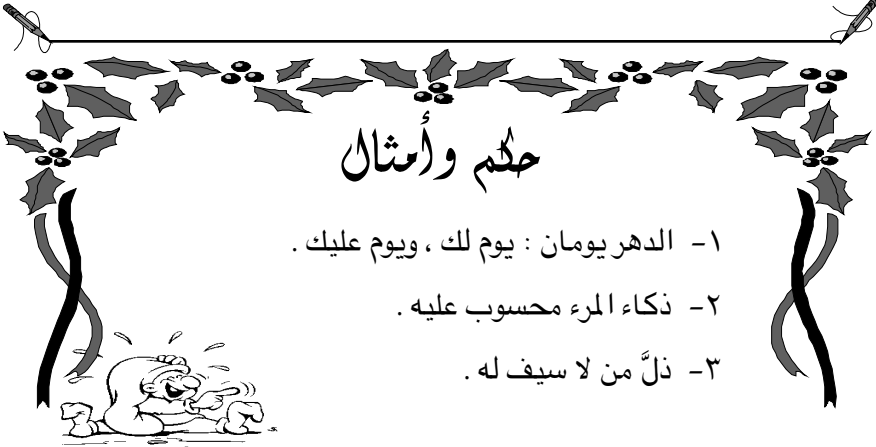 حكم وأمثال
١- الدهر يومان : يوم لك ، ويوم عليك .
٢- ذكاء المرء محسوب عليه .
٣- ذلَّ من لا سيف له .